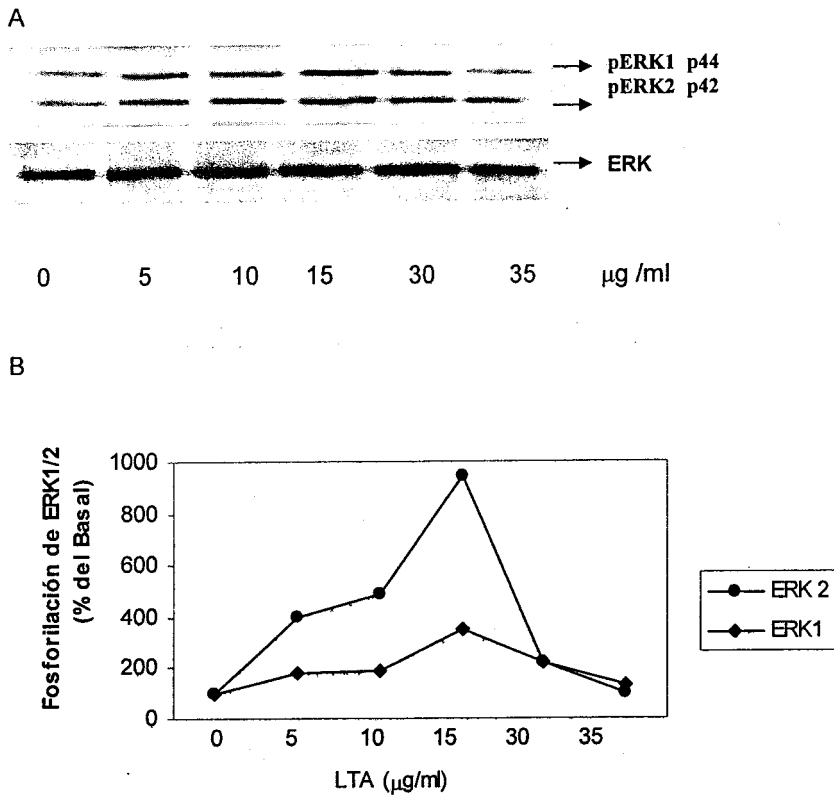 A
pERK1 p44
pERK2 p42
ERK
0 5 10 15 30 35 μg /ml
B
Fosforilación de ERK1/2
(% del Basal)
1000
800
600
400
200
0
0 5 10 15 30 35
LTA (μg/ml)
ERK 2
ERK1